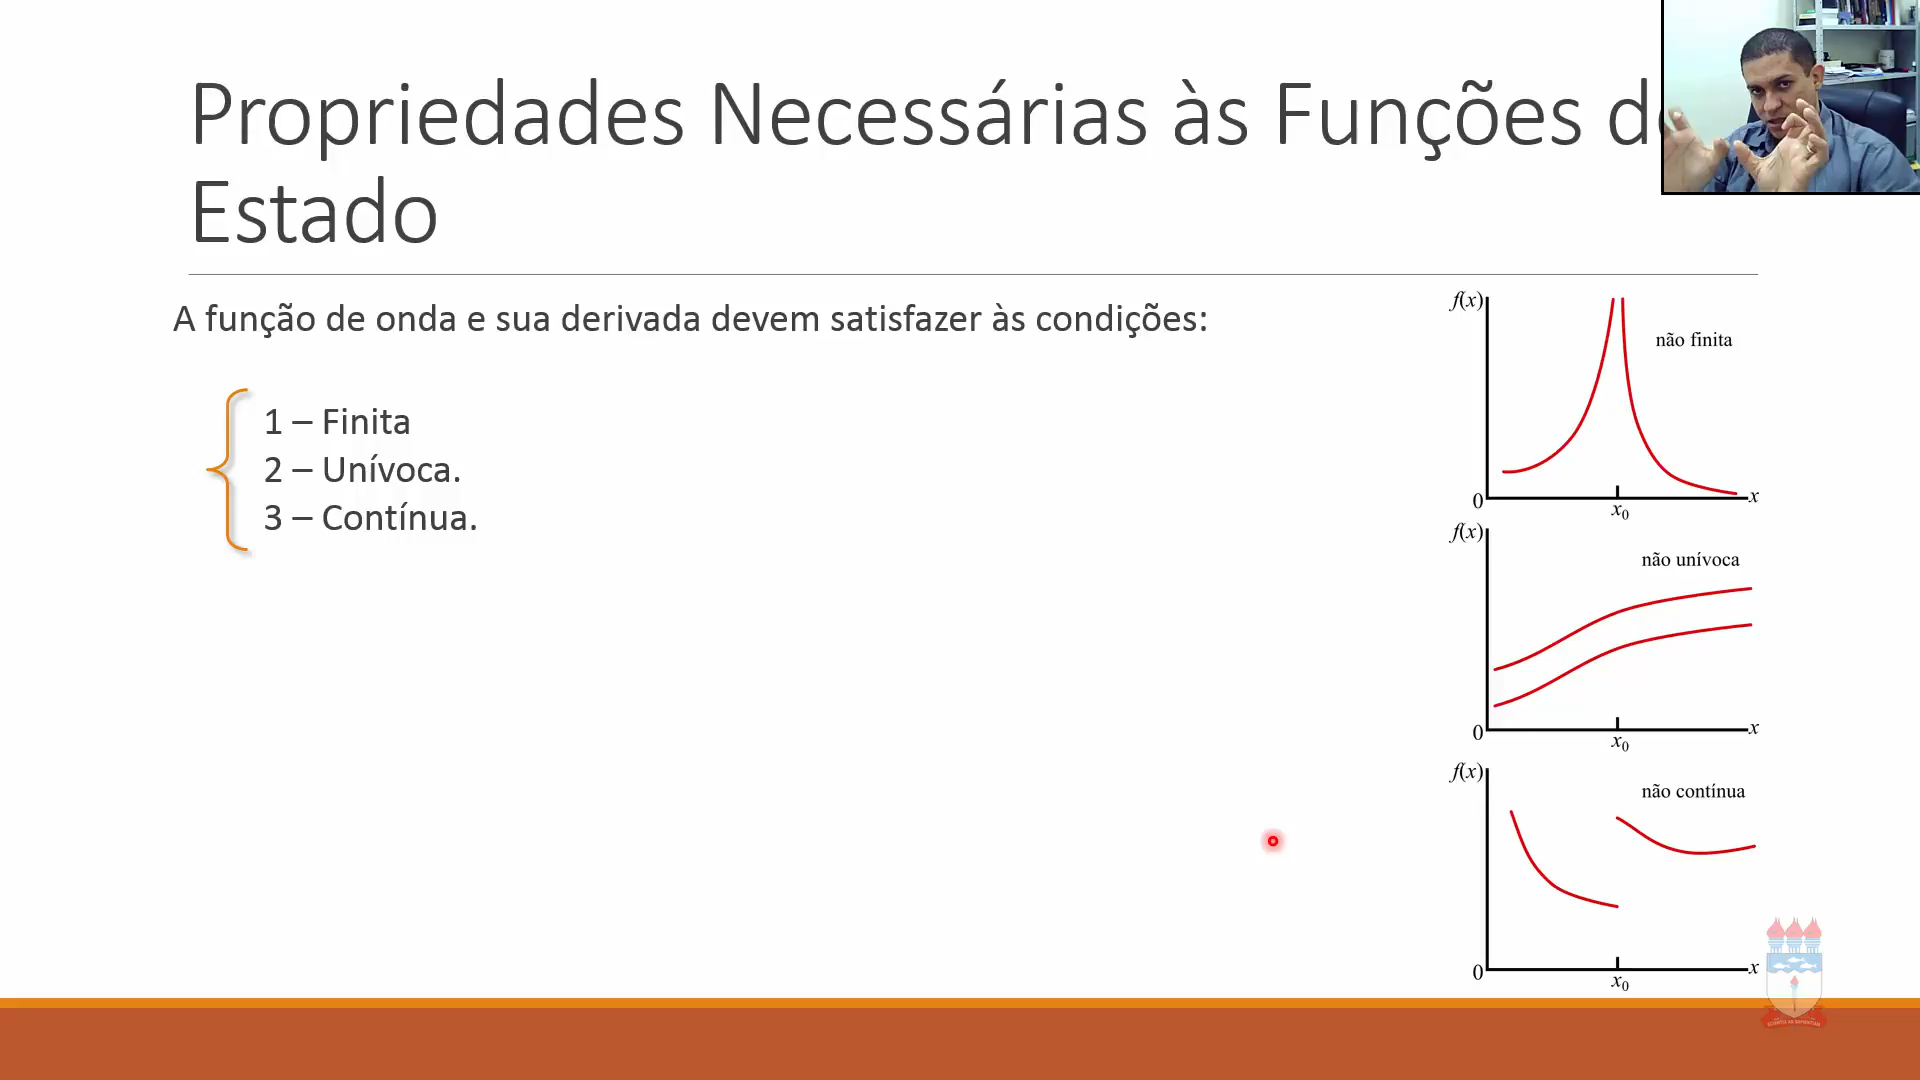 Propriedades Necessárias às Funções d
Estado
A função de onda e sua derivada devem satisfazer às condições:
1 – Finita
2 – Unívoca.
3 – Contínua.
f(x)
não finita
0
x₀
x
f(x)
não unívoca
0
x₀
x
f(x)
não contínua
0
x₀
x